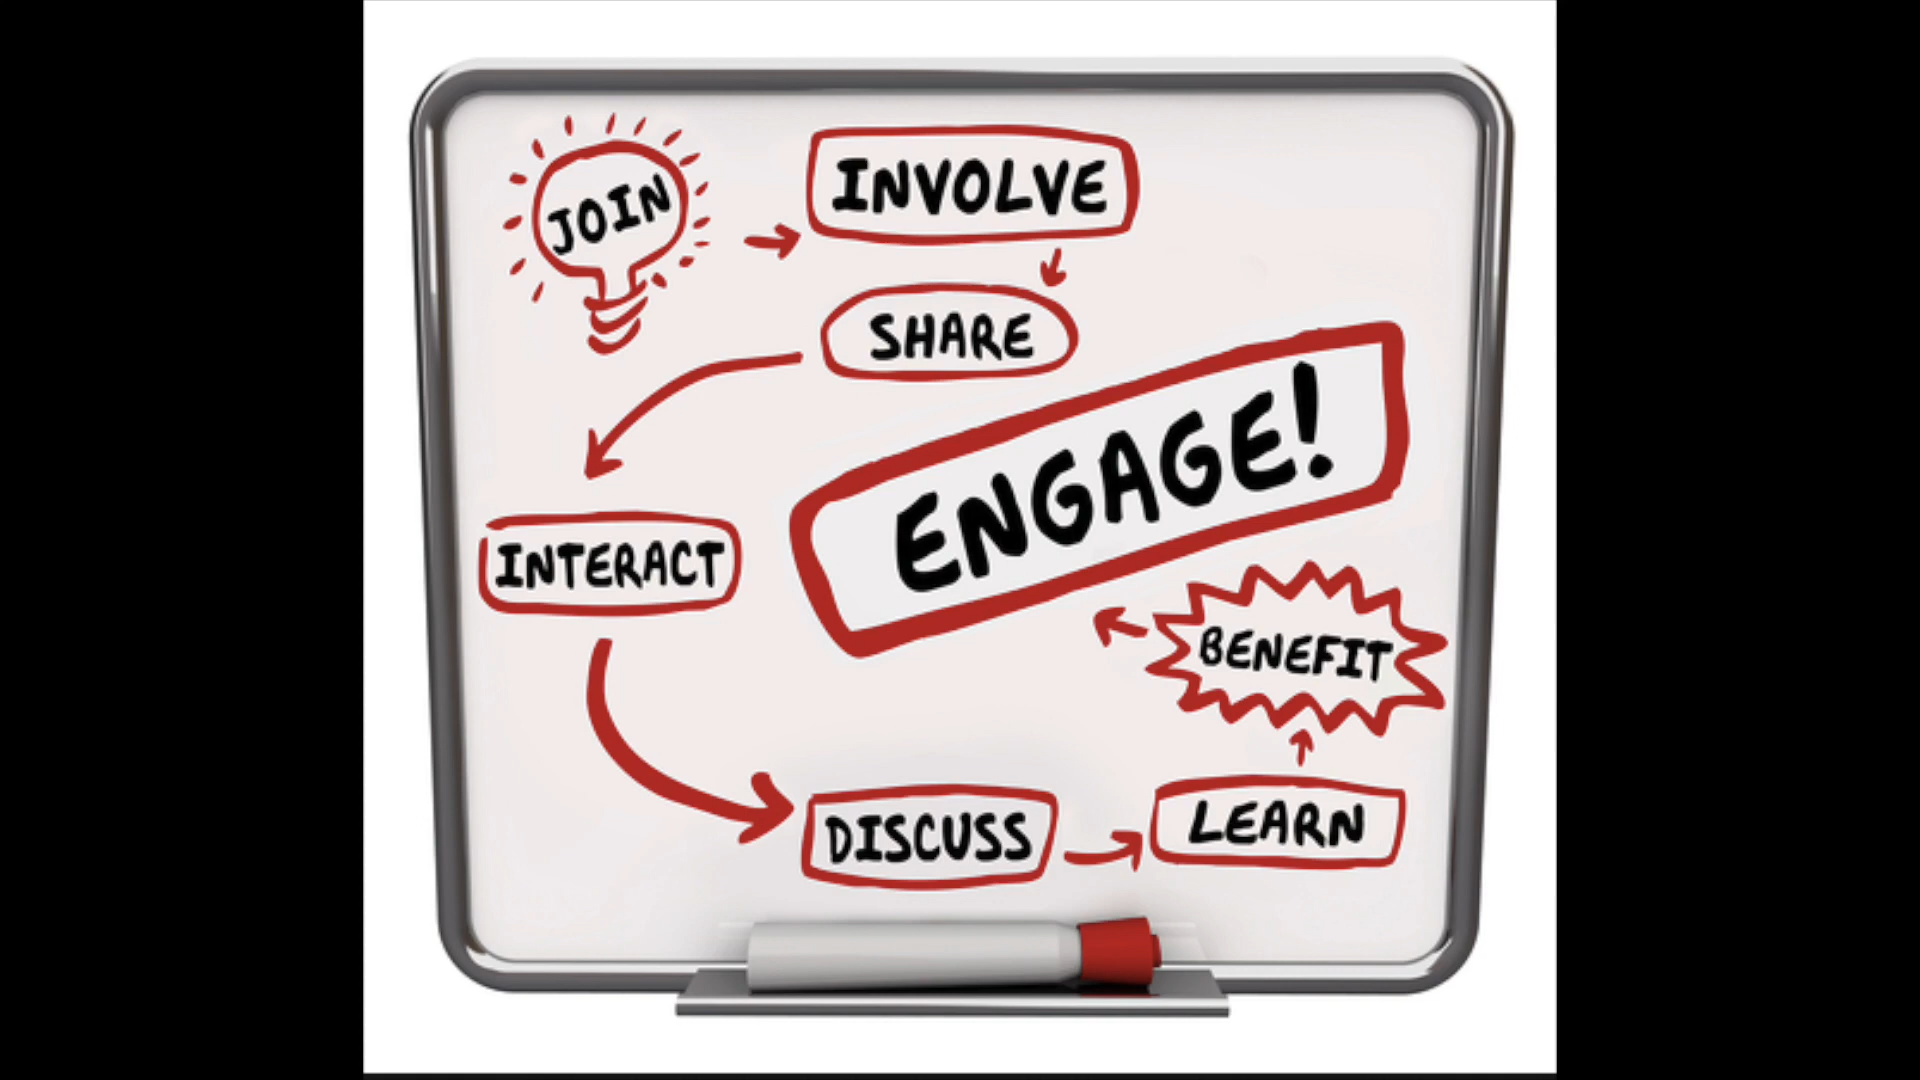 JOIN
INVOLVE
SHARE
INTERACT
ENGAGE!
BENEFIT
DISCUSS
LEARN